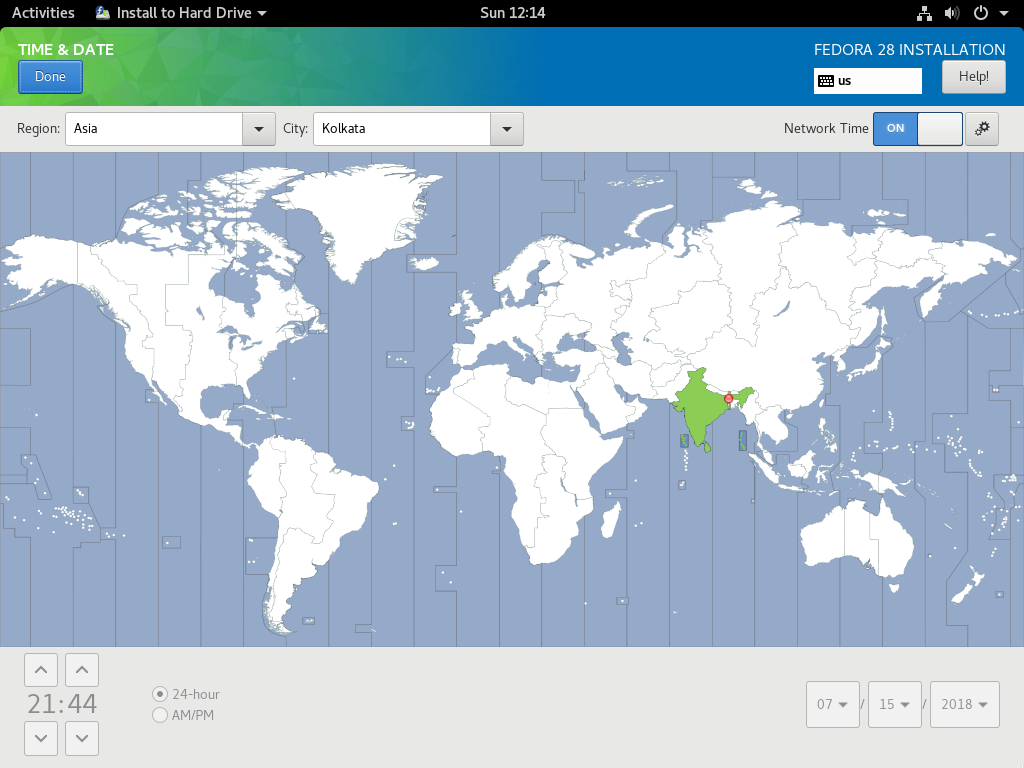 Activities Install to Hard Drive Sun 12:14
TIME & DATE FEDORA 28 INSTALLATION
Done us Help!
Region: Asia City: Kolkata Network Time ON
21:44 24-hour
AM/PM
07 / 15 / 2018